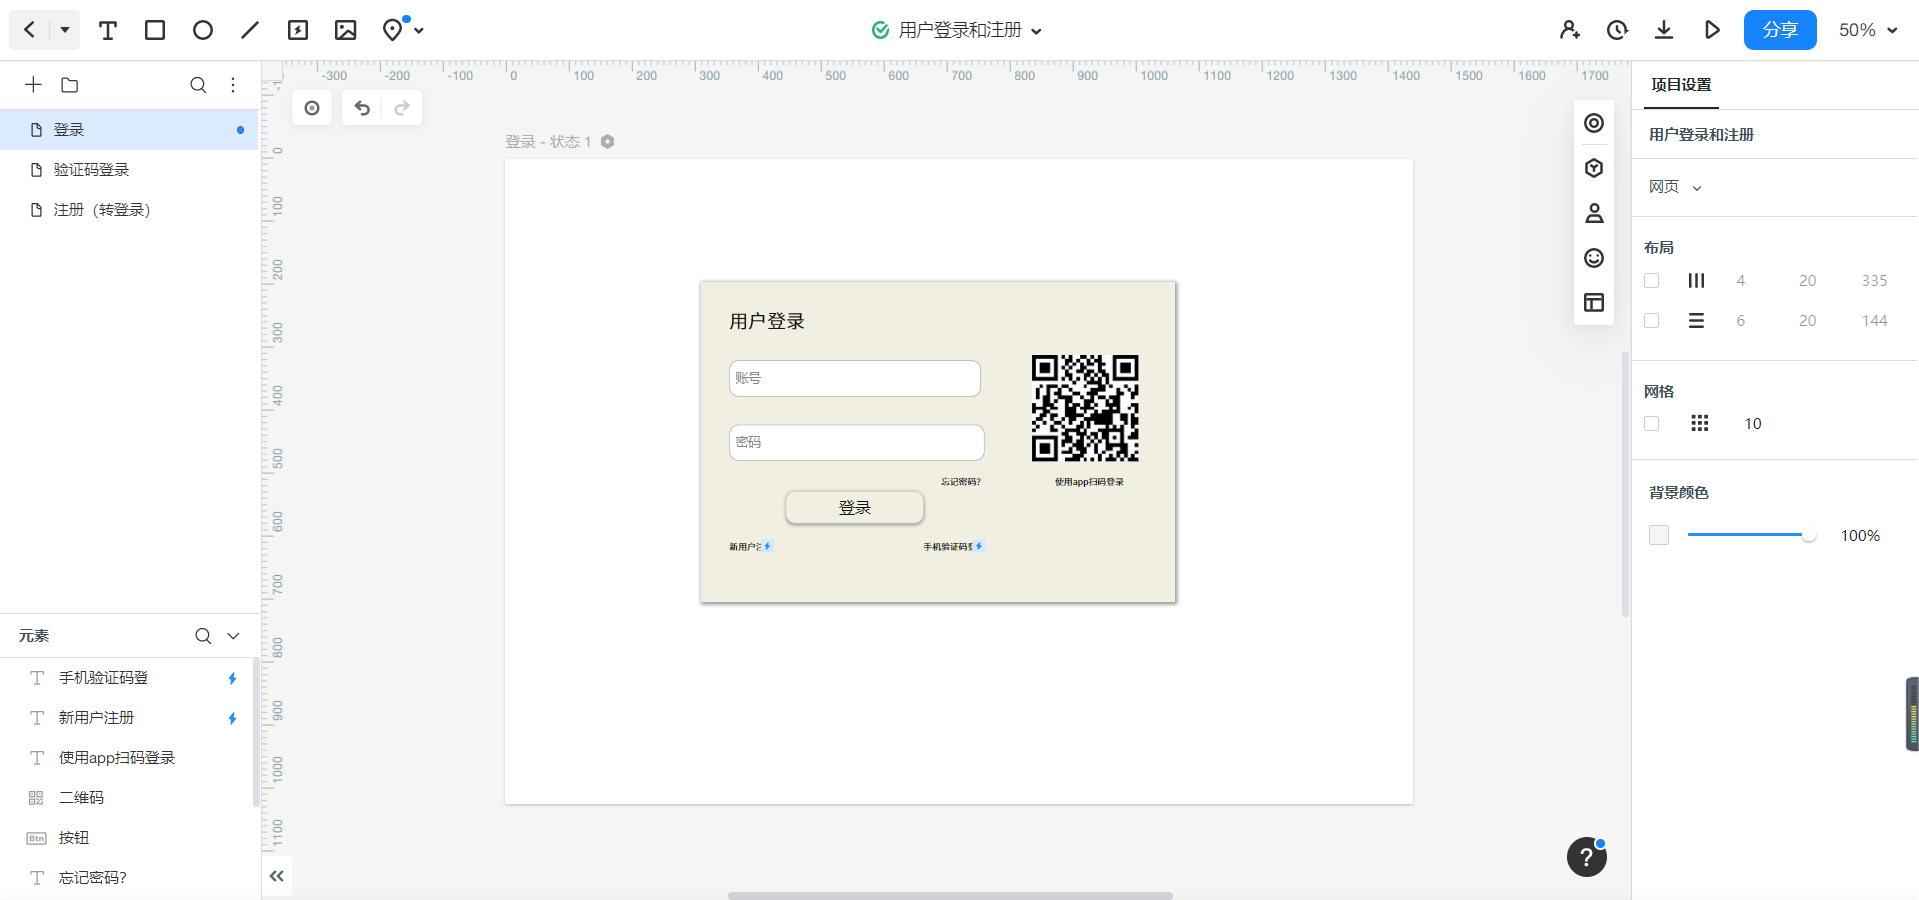 用户登录和注册
分享
50%
-300 -200 -100 0 100 200 300 400 500 600 700 800 900 1000 1100 1200 1300 1400 1500 1600 1700
登录
验证码登录
注册（转登录）
登录 - 状态 1
0
100
200
300
400
500
600
700
800
900
1000
1100
用户登录
账号
密码
忘记密码?
使用app扫码登录
登录
新用户
手机验证码
元素
手机验证码登
新用户注册
使用app扫码登录
二维码
Btn 按钮
忘记密码?
项目设置
用户登录和注册
网页
布局
4 20 335
6 20 144
网格
10
背景颜色
100%
?